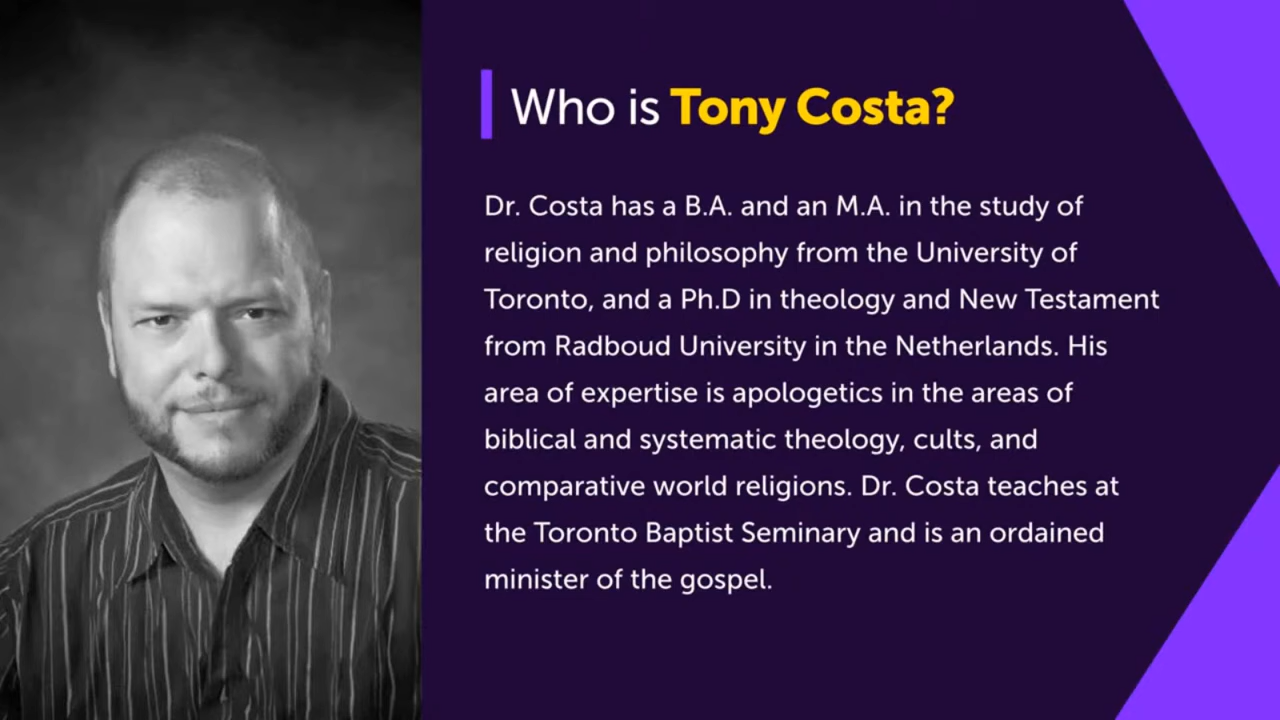 Who is Tony Costa?
Dr. Costa has a B.A. and an M.A. in the study of
religion and philosophy from the University of
Toronto, and a Ph.D in theology and New Testament
from Radboud University in the Netherlands. His
area of expertise is apologetics in the areas of
biblical and systematic theology, cults, and
comparative world religions. Dr. Costa teaches at
the Toronto Baptist Seminary and is an ordained
minister of the gospel.